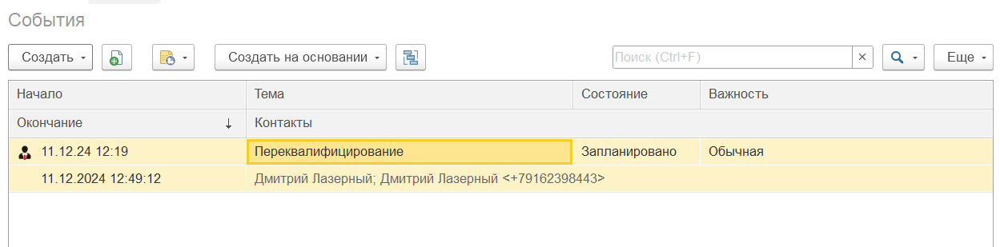 События
Создать Создать на основании Поиск (Ctrl+F) × Еще
Начало Тема Состояние Важность
Окончание ↓ Контакты
11.12.24 12:19 Переквалифицирование Запланировано Обычная
11.12.2024 12:49:12 Дмитрий Лазерный; Дмитрий Лазерный <+79162398443>